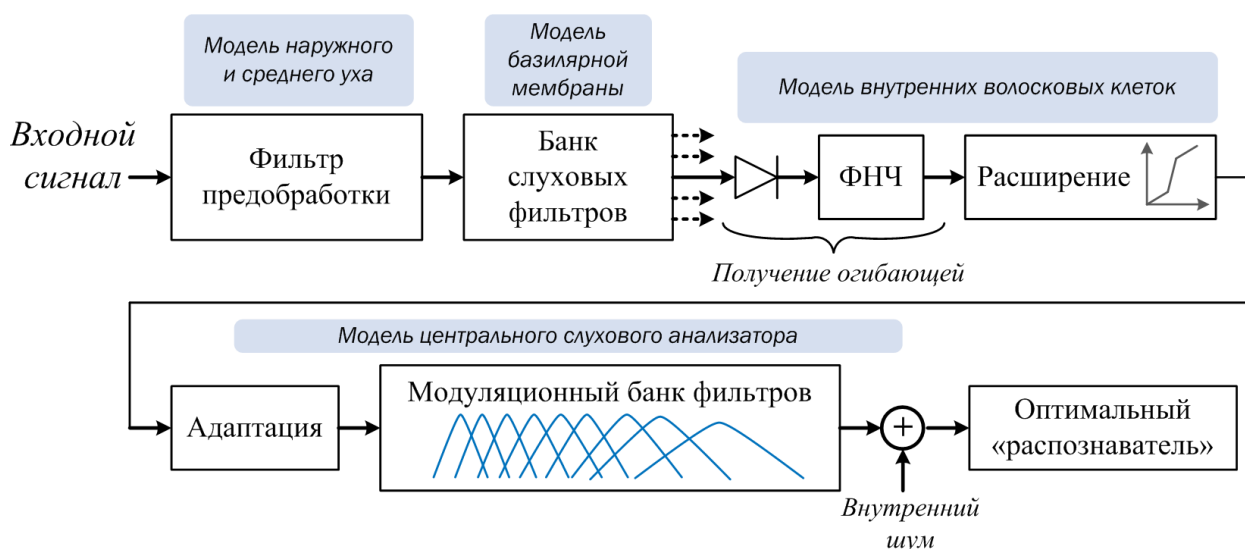 Модель наружного
и среднего уха
Модель
базилярной
мембраны
Модель внутренних волосковых клеток
Входной
сигнал
Фильтр
предобработки
Банк
слуховых
фильтров
ФНЧ
Расширение
Получение огибающей
Модель центрального слухового анализатора
Адаптация
Модуляционный банк фильтров
+
Оптимальный
«распознаватель»
Внутренний
шум